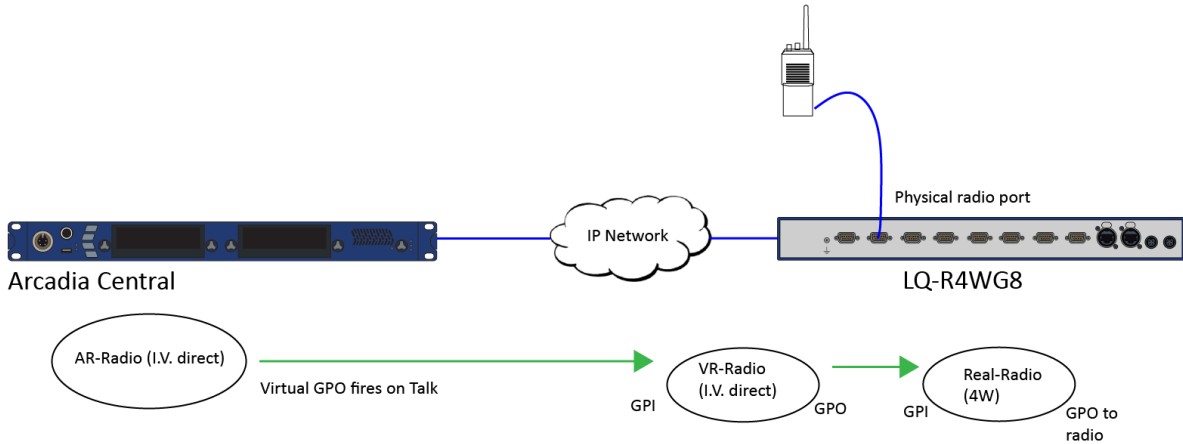 Physical radio port
IP Network
Arcadia Central
LQ-R4WG8
AR-Radio (I.V. direct)
Virtual GPO fires on Talk
GPI
VR-Radio
(I.V. direct)
GPO
GPI
Real-Radio
(4W)
GPO to
radio